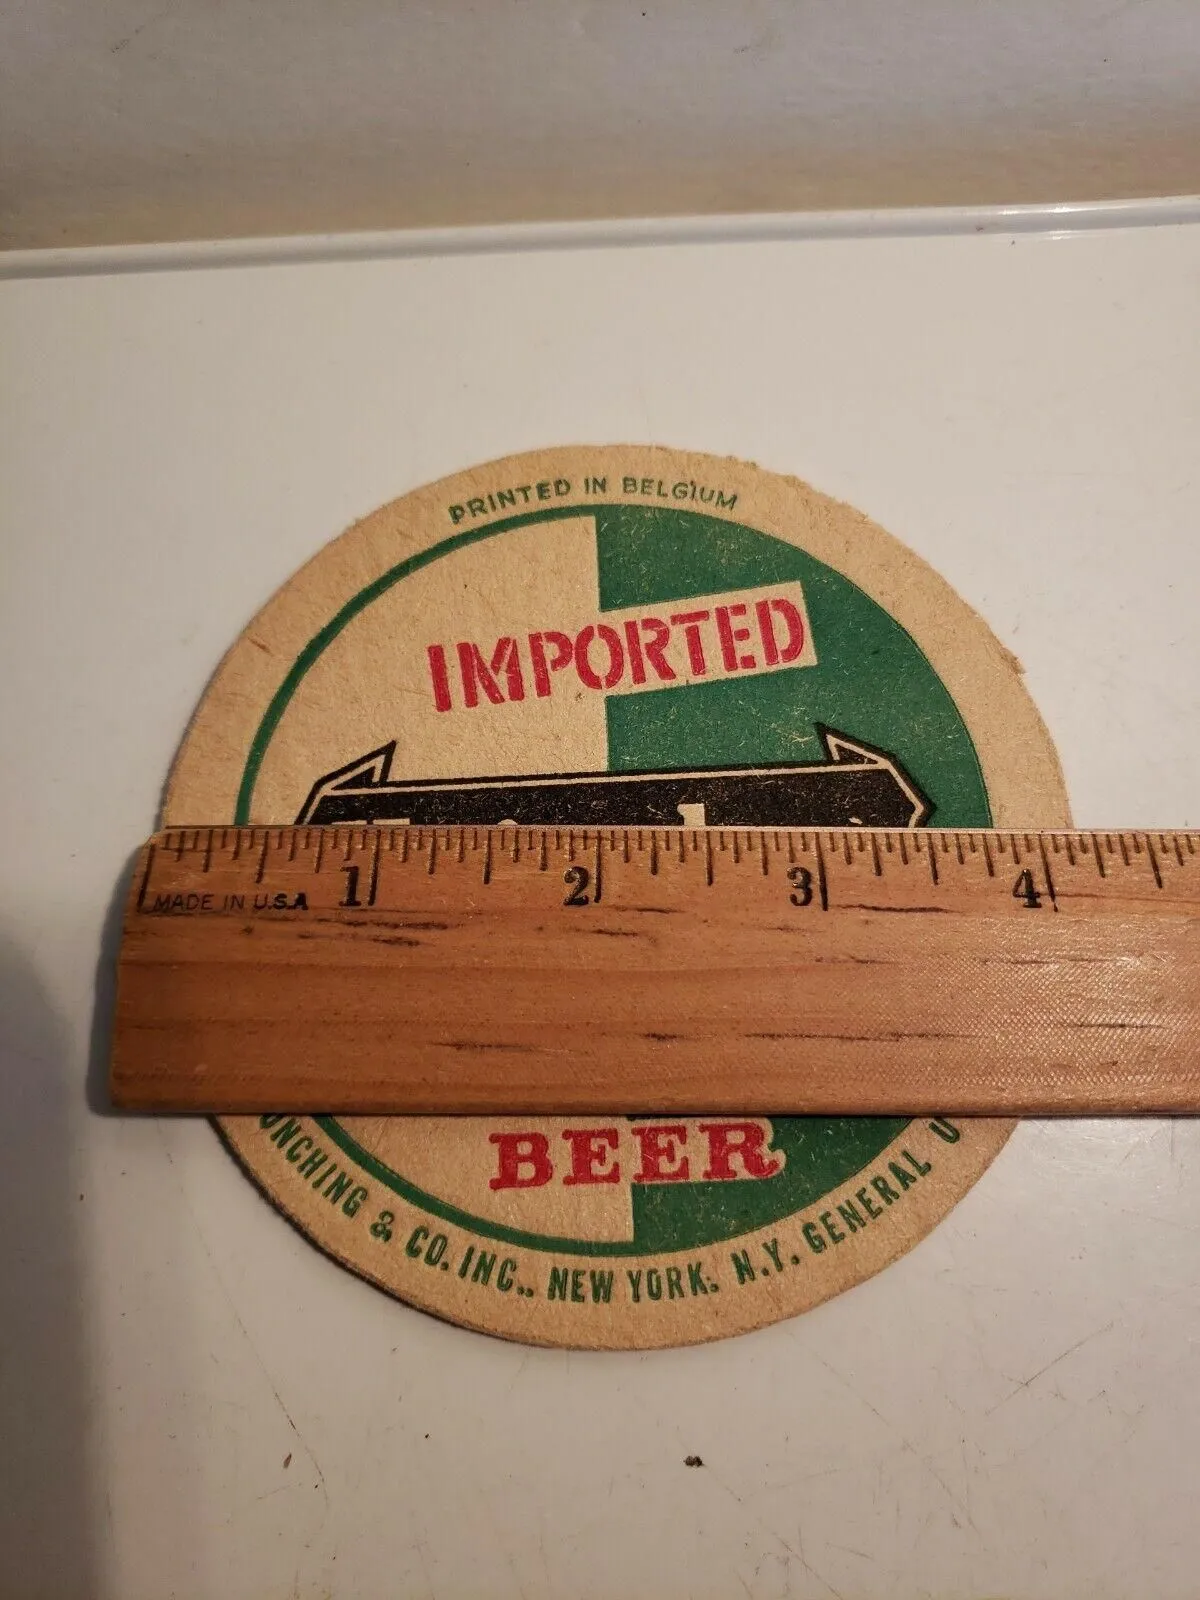 PRINTED IN BELGIUM
IMPORTED
1 2 3 4
MADE IN U.S.A
BEER
& CO. INC., NEW YORK, N.Y. GENERAL